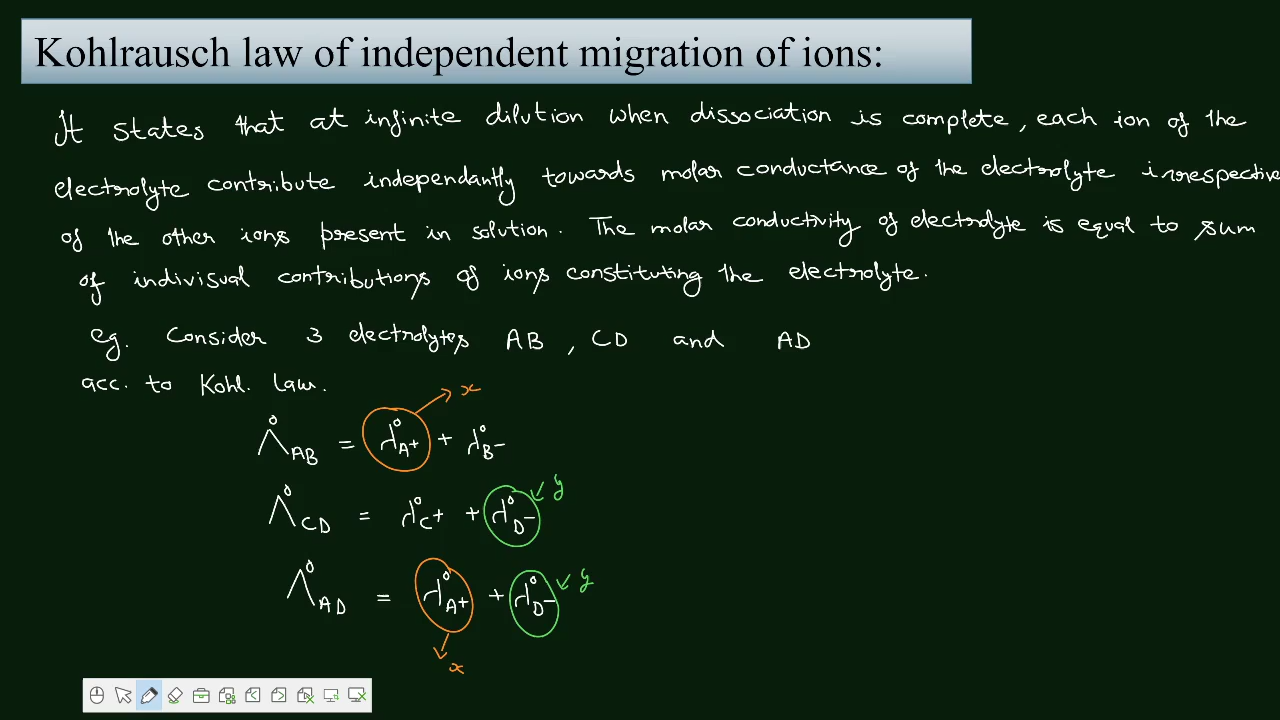 Kohlrausch law of independent migration of ions:
It states that at infinite dilution when dissociation is complete, each ion of the
electrolyte contribute independantly towards molar conductance of the electrolyte irrespective
of the other ions present in solution. The molar conductivity of electrolyte is equal to sum
of indivisual contributions of ions constituting the electrolyte.
eg. Consider 3 electrolytes AB, CD and AD
acc. to Kohl. law.
x
Λ°AB = λ°A+ + λ°B-
y
Λ°CD = λ°C+ + λ°D-
y
Λ°AD = λ°A+ + λ°D-
x